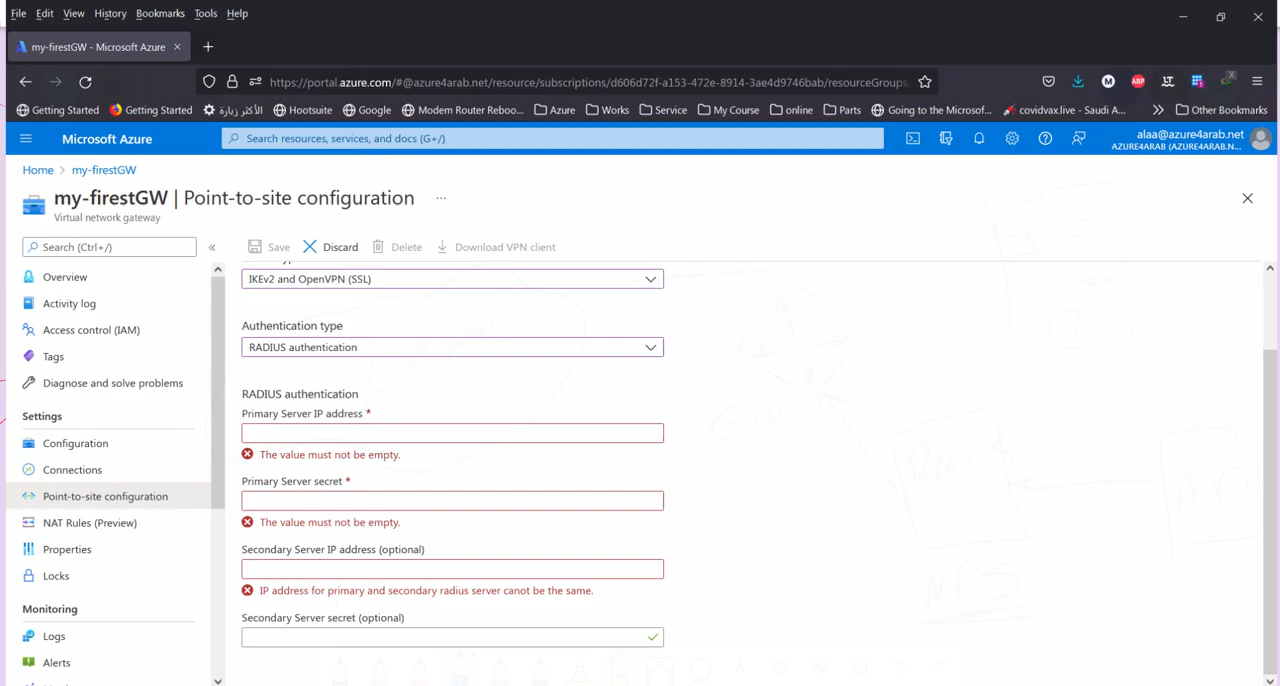 File Edit View History Bookmarks Tools Help
my-firestGW - Microsoft Azure
https://portal.azure.com/#@azure4arab.net/resource/subscriptions/d606d72f-a153-472e-8914-3ae4d9746bab/resourceGroups,
Getting Started Getting Started الأكثر زيارة Hootsuite Google Modem Router Reboo... Azure Works Service My Course online Parts Going to the Microsof... covidvax.live - Saudi A... Other Bookmarks
Microsoft Azure Search resources, services, and docs (G+/) alaa@azure4arab.net
AZURE4ARAB (AZURE4ARAB.N...
Home > my-firestGW
my-firestGW | Point-to-site configuration ...
Virtual network gateway
Search (Ctrl+/) « Save Discard Delete Download VPN client
Overview
Activity log
Access control (IAM)
Tags
Diagnose and solve problems
Settings
Configuration
Connections
Point-to-site configuration
NAT Rules (Preview)
Properties
Locks
Monitoring
Logs
Alerts
IKEv2 and OpenVPN (SSL)
Authentication type
RADIUS authentication
RADIUS authentication
Primary Server IP address *
The value must not be empty.
Primary Server secret *
The value must not be empty.
Secondary Server IP address (optional)
IP address for primary and secondary radius server canot be the same.
Secondary Server secret (optional)
NPS